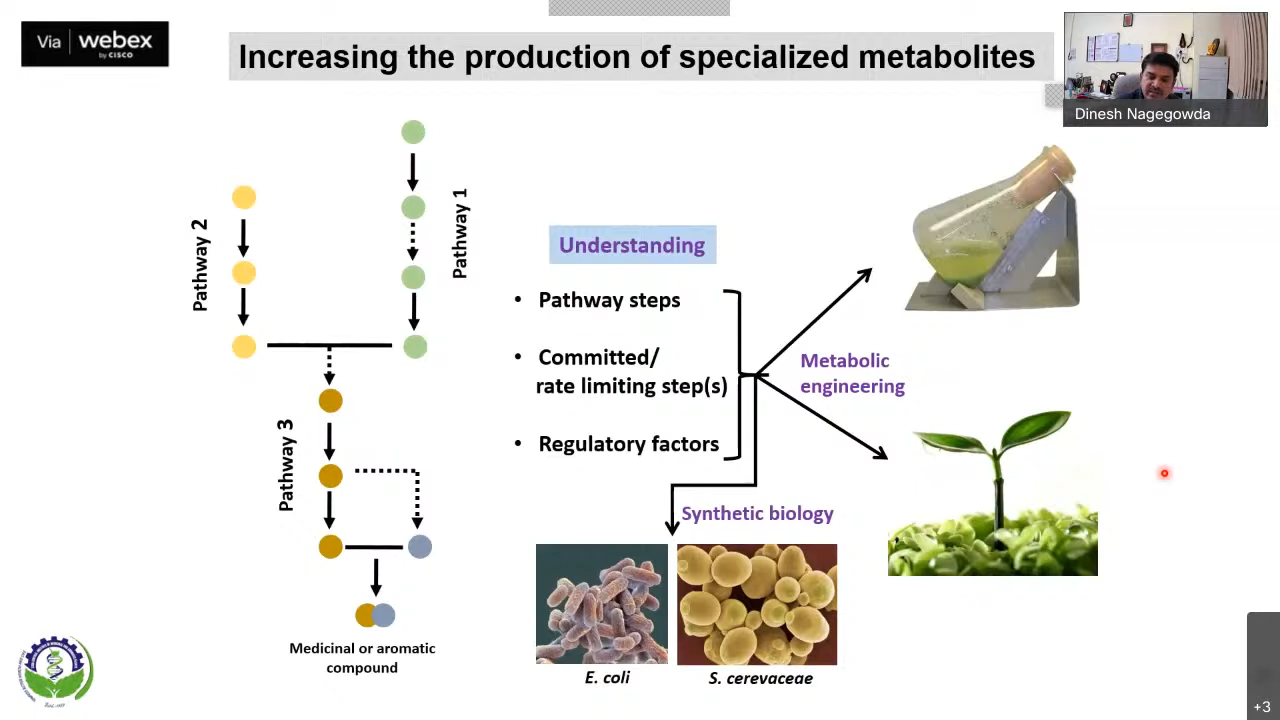 Via webex
by CISCO
Increasing the production of specialized metabolites
Dinesh Nagegowda
Pathway 2
Pathway 1
Pathway 3
Medicinal or aromatic
compound
Understanding
• Pathway steps
• Committed/
rate limiting step(s)
• Regulatory factors
Metabolic
engineering
Synthetic biology
E. coli
S. cerevaceae
+3